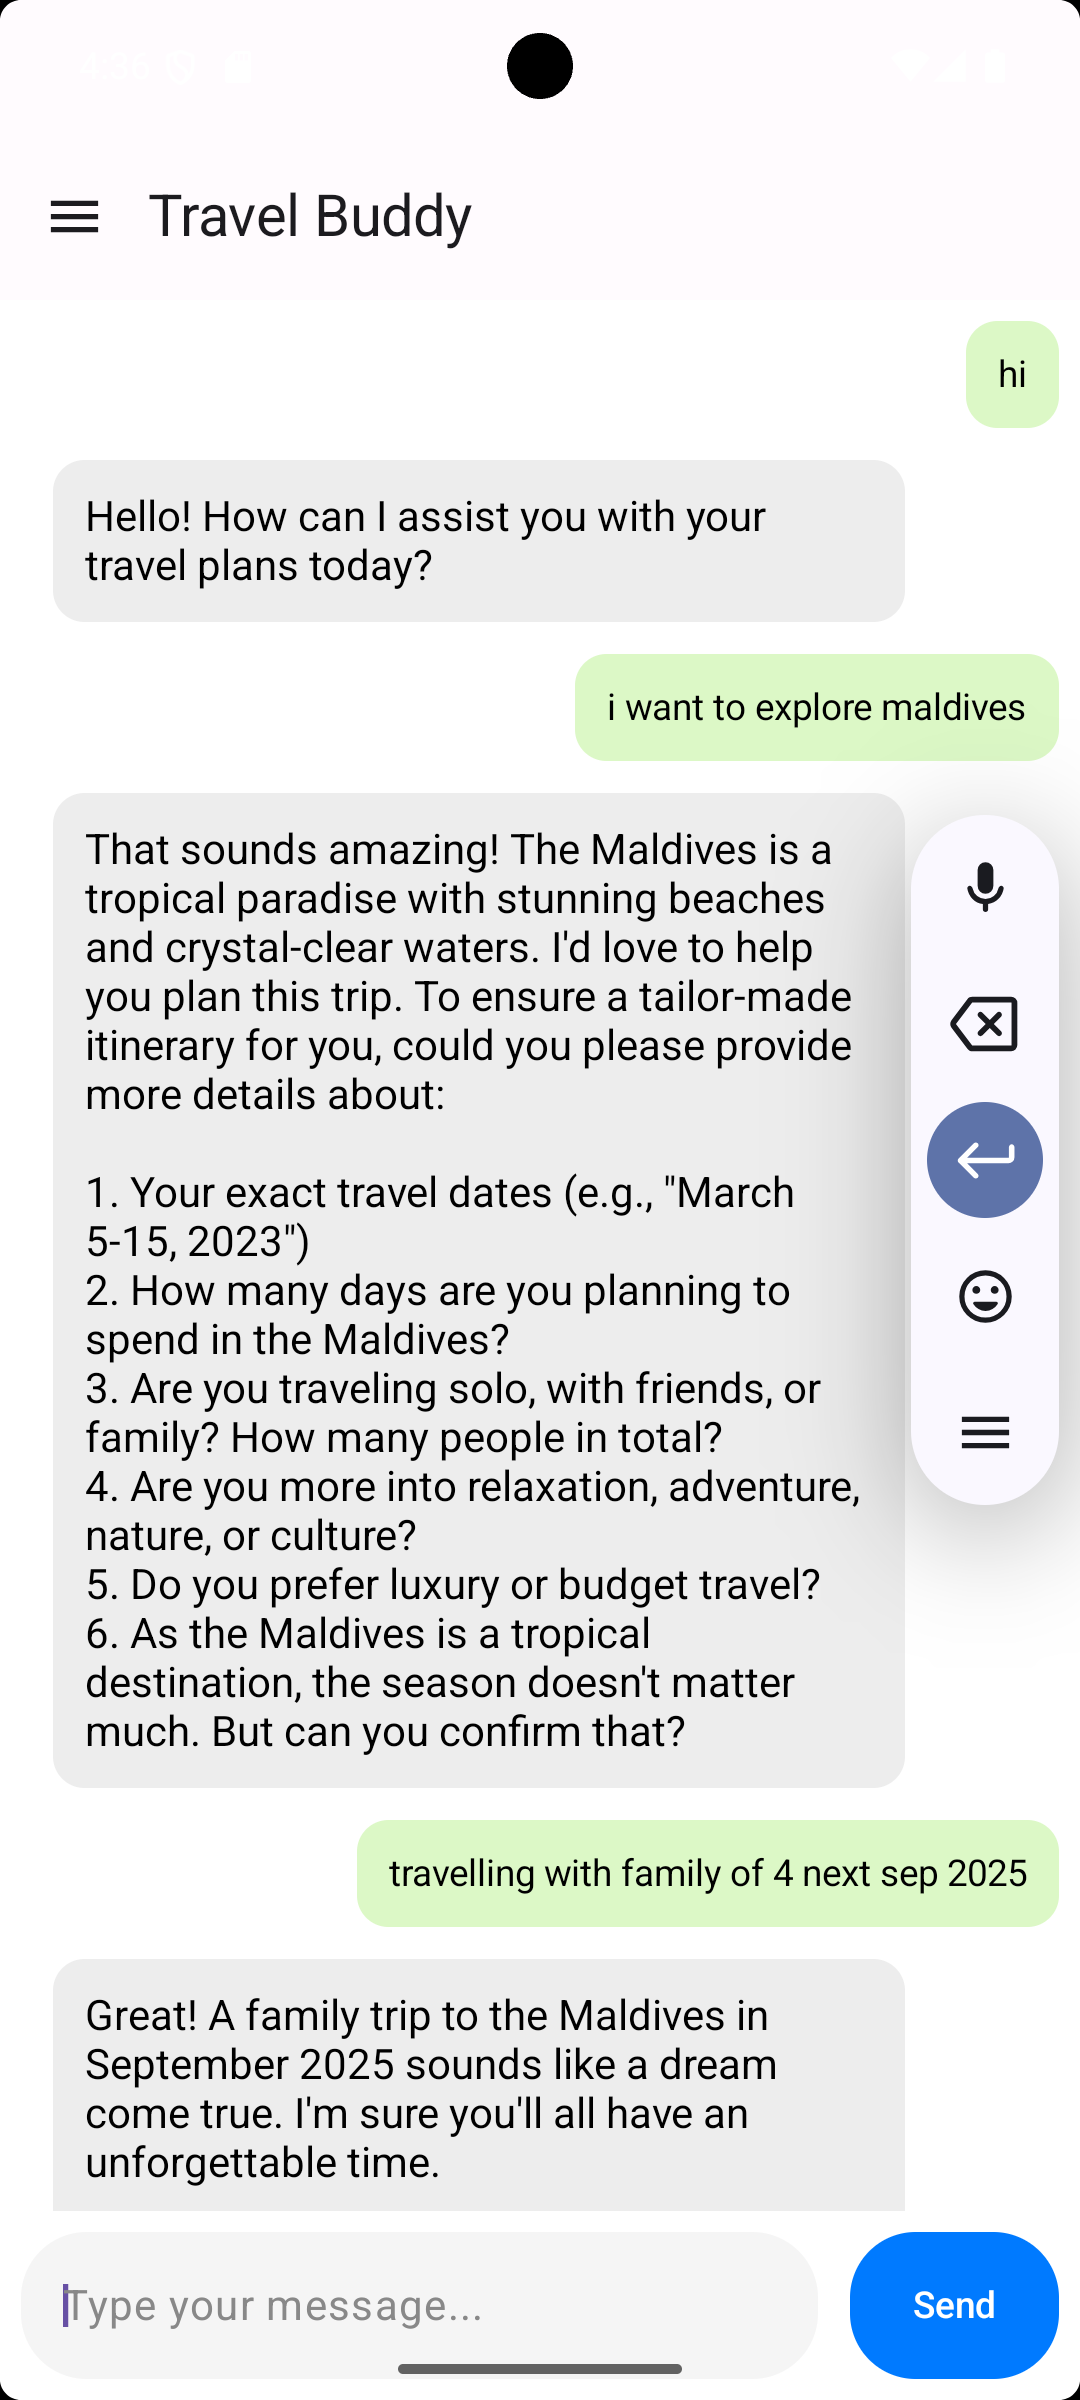 Travel Buddy
hi
Hello! How can I assist you with your
travel plans today?
i want to explore maldives
That sounds amazing! The Maldives is a
tropical paradise with stunning beaches
and crystal-clear waters. I'd love to help
you plan this trip. To ensure a tailor-made
itinerary for you, could you please provide
more details about:
1. Your exact travel dates (e.g., "March
5-15, 2023")
2. How many days are you planning to
spend in the Maldives?
3. Are you traveling solo, with friends, or
family? How many people in total?
4. Are you more into relaxation, adventure,
nature, or culture?
5. Do you prefer luxury or budget travel?
6. As the Maldives is a tropical
destination, the season doesn't matter
much. But can you confirm that?
travelling with family of 4 next sep 2025
Great! A family trip to the Maldives in
September 2025 sounds like a dream
come true. I'm sure you'll all have an
unforgettable time.
Type your message...
Send